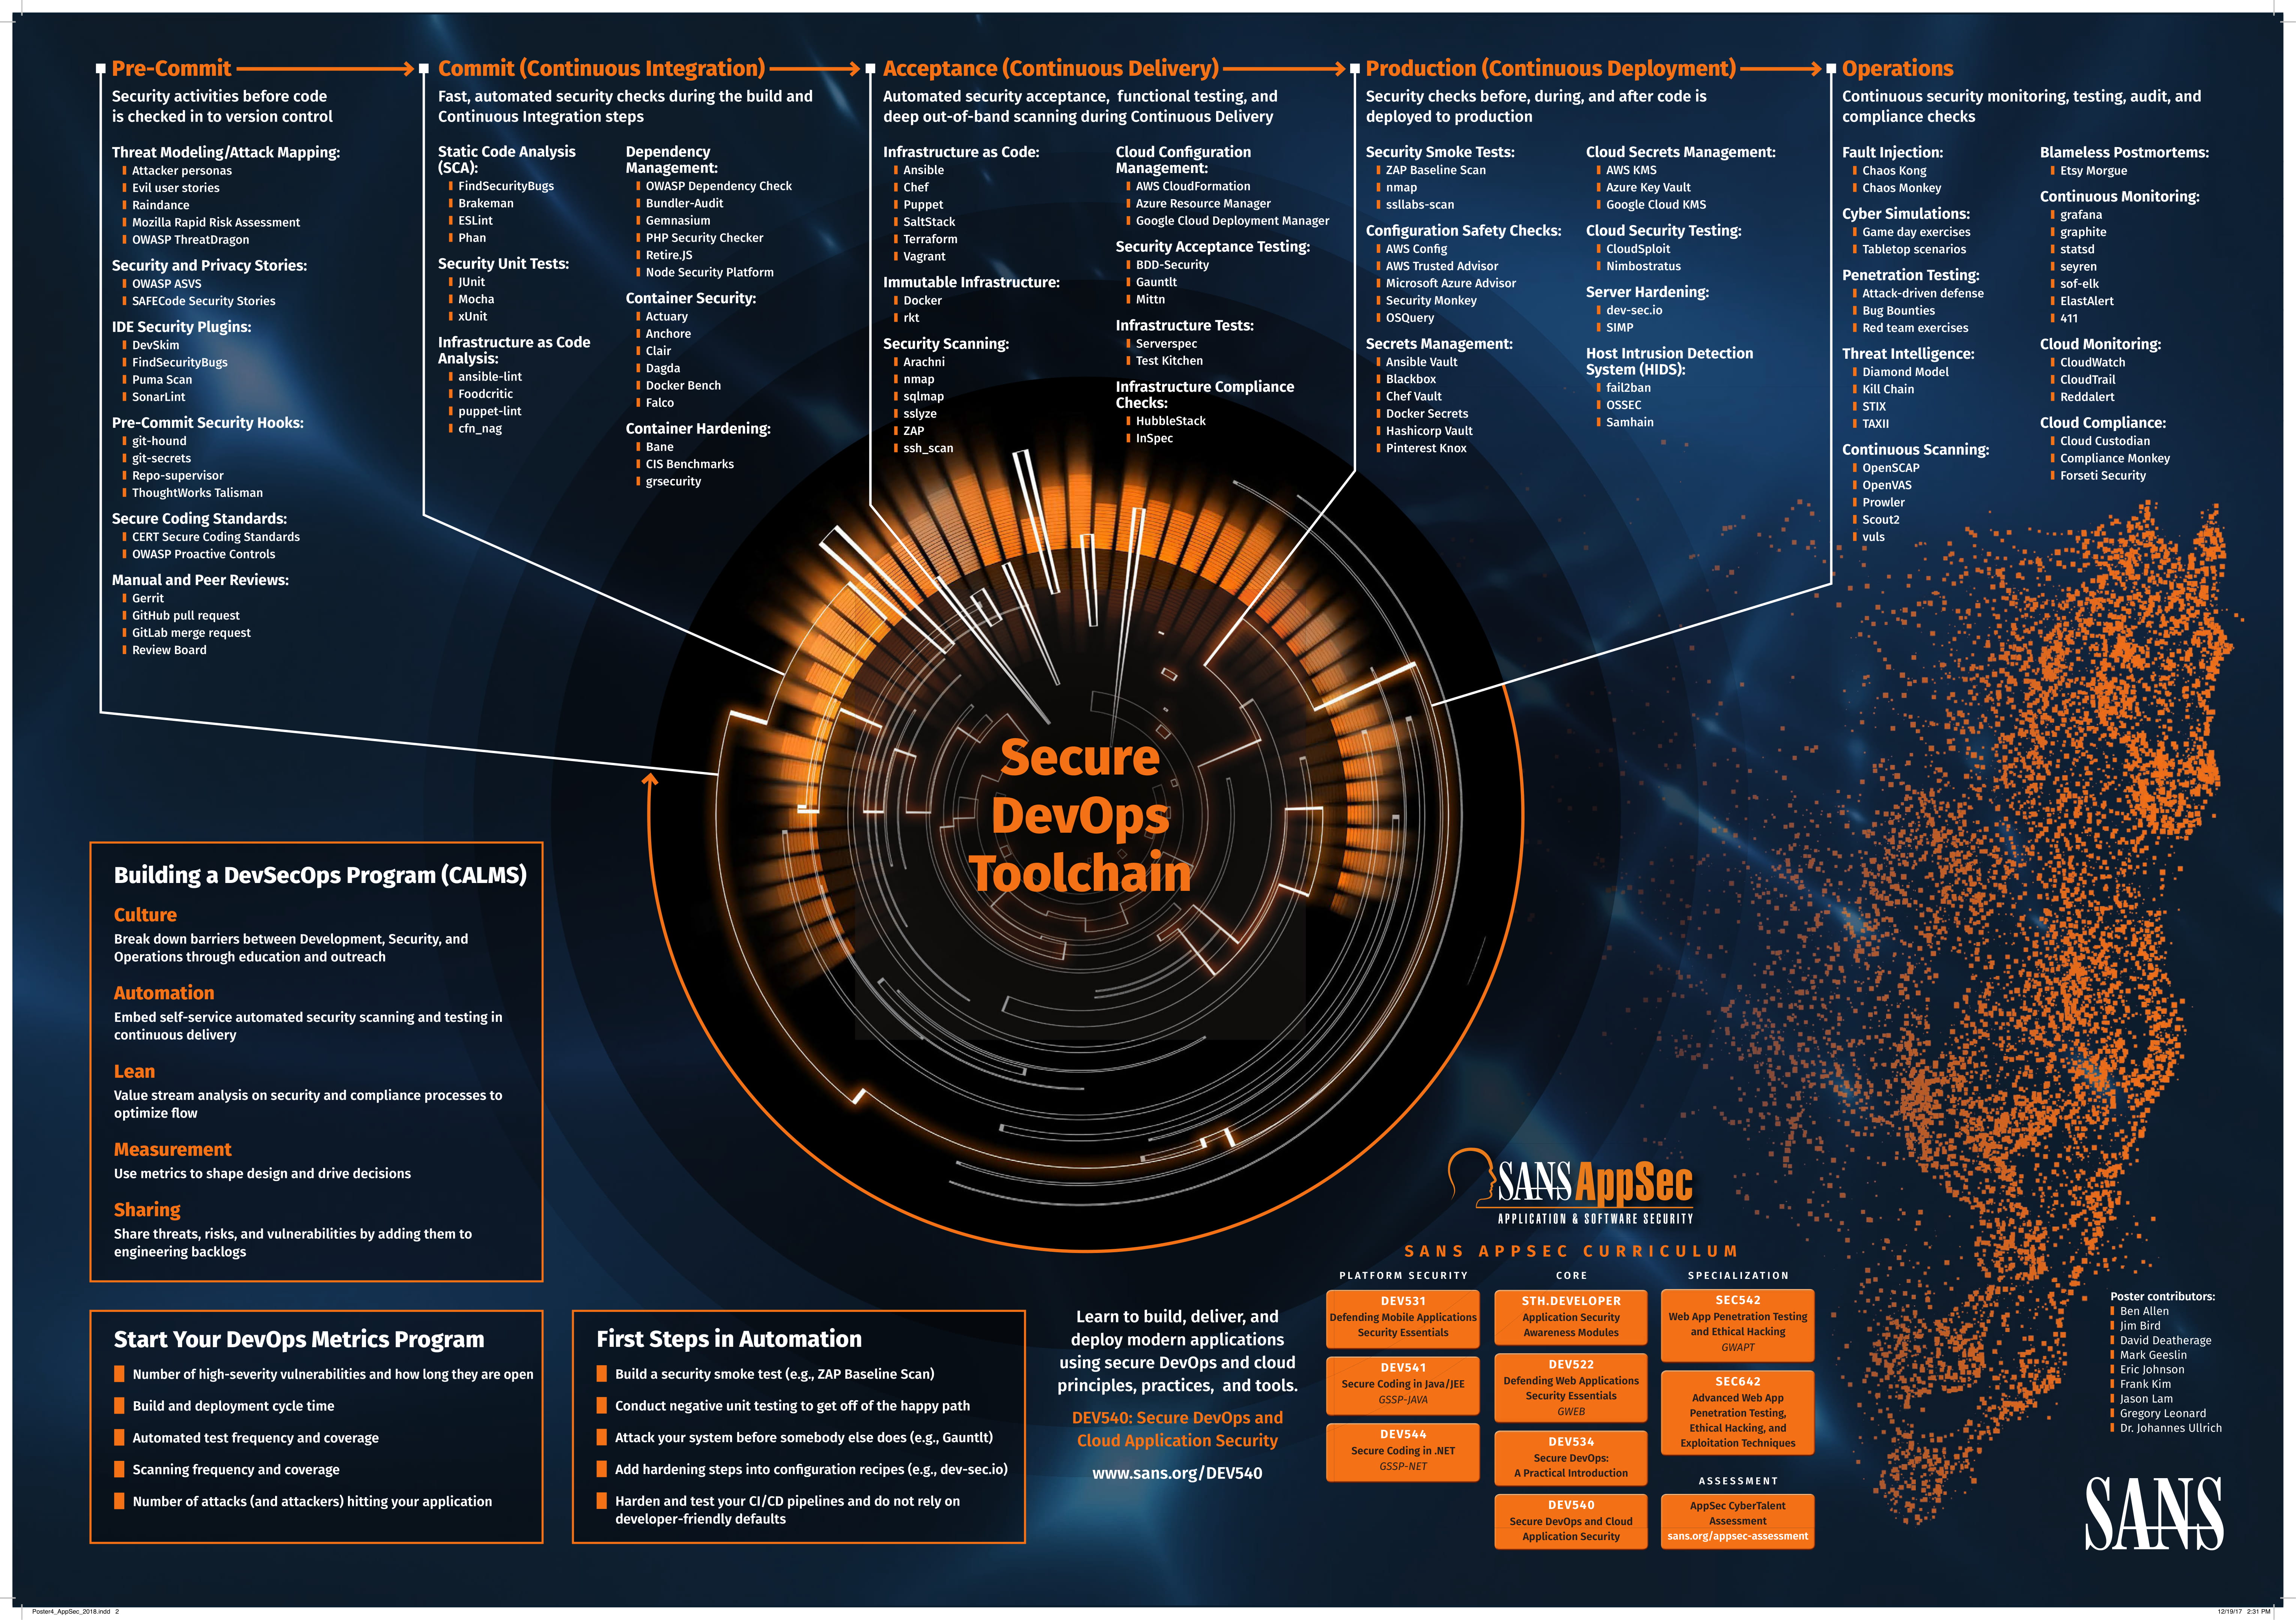 Pre-Commit
Security activities before code
is checked in to version control
Threat Modeling/Attack Mapping:
Attacker personas
Evil user stories
Raindance
Mozilla Rapid Risk Assessment
OWASP ThreatDragon
Security and Privacy Stories:
OWASP ASVS
SAFECode Security Stories
IDE Security Plugins:
DevSkim
FindSecurityBugs
Puma Scan
SonarLint
Pre-Commit Security Hooks:
git-hound
git-secrets
Repo-supervisor
ThoughtWorks Talisman
Secure Coding Standards:
CERT Secure Coding Standards
OWASP Proactive Controls
Manual and Peer Reviews:
Gerrit
GitHub pull request
GitLab merge request
Review Board
Commit (Continuous Integration)
Fast, automated security checks during the build and
Continuous Integration steps
Static Code Analysis
(SCA):
FindSecurityBugs
Brakeman
ESLint
Phan
Security Unit Tests:
JUnit
Mocha
xUnit
Infrastructure as Code
Analysis:
ansible-lint
Foodcritic
puppet-lint
cfn_nag
Dependency
Management:
OWASP Dependency Check
Bundler-Audit
Gemnasium
PHP Security Checker
Retire.JS
Node Security Platform
Container Security:
Actuary
Anchore
Clair
Dagda
Docker Bench
Falco
Container Hardening:
Bane
CIS Benchmarks
grsecurity
Acceptance (Continuous Delivery)
Automated security acceptance, functional testing, and
deep out-of-band scanning during Continuous Delivery
Infrastructure as Code:
Ansible
Chef
Puppet
SaltStack
Terraform
Vagrant
Immutable Infrastructure:
Docker
rkt
Security Scanning:
Arachni
nmap
sqlmap
sslyze
ZAP
ssh_scan
Cloud Configuration
Management:
AWS CloudFormation
Azure Resource Manager
Google Cloud Deployment Manager
Security Acceptance Testing:
BDD-Security
Gauntlt
Mittn
Infrastructure Tests:
Serverspec
Test Kitchen
Infrastructure Compliance
Checks:
HubbleStack
InSpec
Production (Continuous Deployment)
Security checks before, during, and after code is
deployed to production
Security Smoke Tests:
ZAP Baseline Scan
nmap
ssllabs-scan
Configuration Safety Checks:
AWS Config
AWS Trusted Advisor
Microsoft Azure Advisor
Security Monkey
OSQuery
Secrets Management:
Ansible Vault
Blackbox
Chef Vault
Docker Secrets
Hashicorp Vault
Pinterest Knox
Cloud Secrets Management:
AWS KMS
Azure Key Vault
Google Cloud KMS
Cloud Security Testing:
CloudSploit
Nimbostratus
Server Hardening:
dev-sec.io
SIMP
Host Intrusion Detection
System (HIDS):
fail2ban
OSSEC
Samhain
Operations
Continuous security monitoring, testing, audit, and
compliance checks
Fault Injection:
Chaos Kong
Chaos Monkey
Cyber Simulations:
Game day exercises
Tabletop scenarios
Penetration Testing:
Attack-driven defense
Bug Bounties
Red team exercises
Threat Intelligence:
Diamond Model
Kill Chain
STIX
TAXII
Continuous Scanning:
OpenSCAP
OpenVAS
Prowler
Scout2
vuls
Blameless Postmortems:
Etsy Morgue
Continuous Monitoring:
grafana
graphite
statsd
seyren
sof-elk
ElastAlert
411
Cloud Monitoring:
CloudWatch
CloudTrail
Reddalert
Cloud Compliance:
Cloud Custodian
Compliance Monkey
Forseti Security
Secure
DevOps
Toolchain
Building a DevSecOps Program (CALMS)
Culture
Break down barriers between Development, Security, and
Operations through education and outreach
Automation
Embed self-service automated security scanning and testing in
continuous delivery
Lean
Value stream analysis on security and compliance processes to
optimize flow
Measurement
Use metrics to shape design and drive decisions
Sharing
Share threats, risks, and vulnerabilities by adding them to
engineering backlogs
Start Your DevOps Metrics Program
Number of high-severity vulnerabilities and how long they are open
Build and deployment cycle time
Automated test frequency and coverage
Scanning frequency and coverage
Number of attacks (and attackers) hitting your application
First Steps in Automation
Build a security smoke test (e.g., ZAP Baseline Scan)
Conduct negative unit testing to get off of the happy path
Attack your system before somebody else does (e.g., Gauntlt)
Add hardening steps into configuration recipes (e.g., dev-sec.io)
Harden and test your CI/CD pipelines and do not rely on
developer-friendly defaults
Learn to build, deliver, and
deploy modern applications
using secure DevOps and cloud
principles, practices, and tools.
DEV540: Secure DevOps and
Cloud Application Security
www.sans.org/DEV540
SANS AppSec
APPLICATION & SOFTWARE SECURITY
SANS APPSEC CURRICULUM
PLATFORM SECURITY
DEV531
Defending Mobile Applications
Security Essentials
DEV541
Secure Coding in Java/JEE
GSSP-JAVA
DEV544
Secure Coding in .NET
GSSP-NET
CORE
STH.DEVELOPER
Application Security
Awareness Modules
DEV522
Defending Web Applications
Security Essentials
GWEB
DEV534
Secure DevOps:
A Practical Introduction
DEV540
Secure DevOps and Cloud
Application Security
SPECIALIZATION
SEC542
Web App Penetration Testing
and Ethical Hacking
GWAPT
SEC642
Advanced Web App
Penetration Testing,
Ethical Hacking, and
Exploitation Techniques
ASSESSMENT
AppSec CyberTalent
Assessment
sans.org/appsec-assessment
Poster contributors:
Ben Allen
Jim Bird
David Deatherage
Mark Geeslin
Eric Johnson
Frank Kim
Jason Lam
Gregory Leonard
Dr. Johannes Ullrich
SANS
Poster4_AppSec_2018.indd 2
12/19/17 2:31 PM